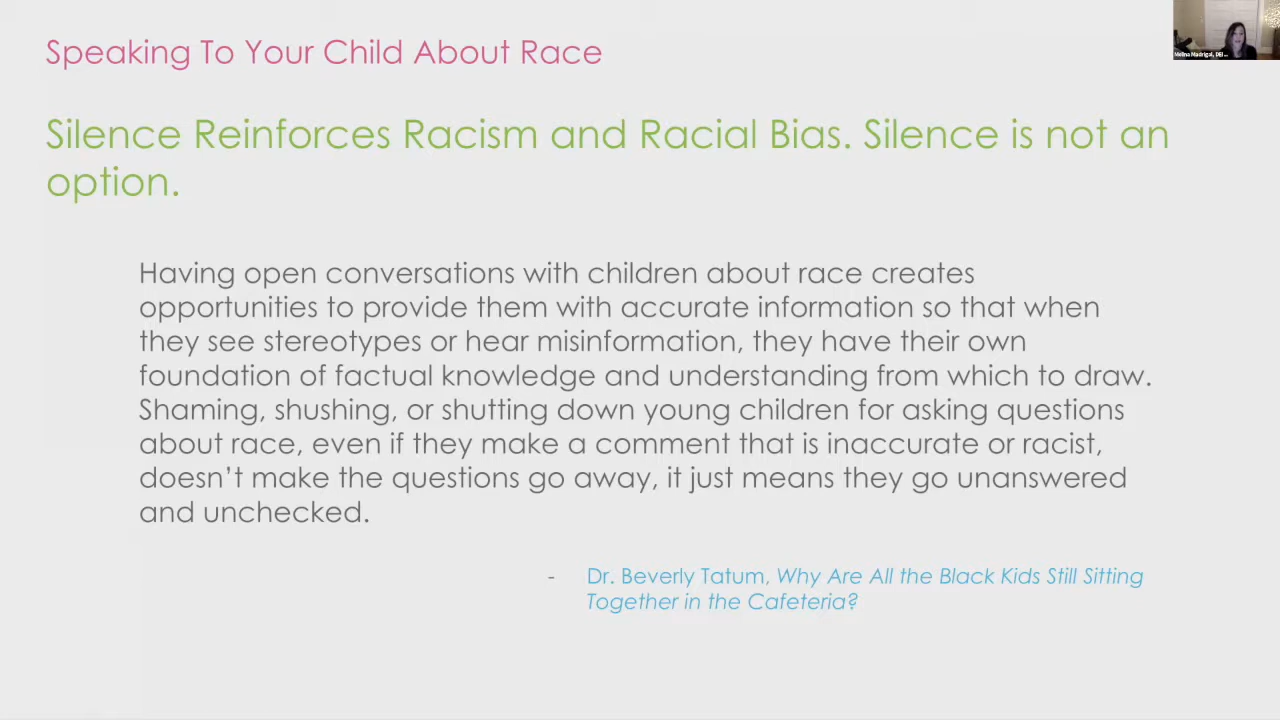 Speaking To Your Child About Race
Melina Madrigal, DEI ...
Silence Reinforces Racism and Racial Bias. Silence is not an
option.
Having open conversations with children about race creates
opportunities to provide them with accurate information so that when
they see stereotypes or hear misinformation, they have their own
foundation of factual knowledge and understanding from which to draw.
Shaming, shushing, or shutting down young children for asking questions
about race, even if they make a comment that is inaccurate or racist,
doesn’t make the questions go away, it just means they go unanswered
and unchecked.
- Dr. Beverly Tatum, Why Are All the Black Kids Still Sitting
Together in the Cafeteria?